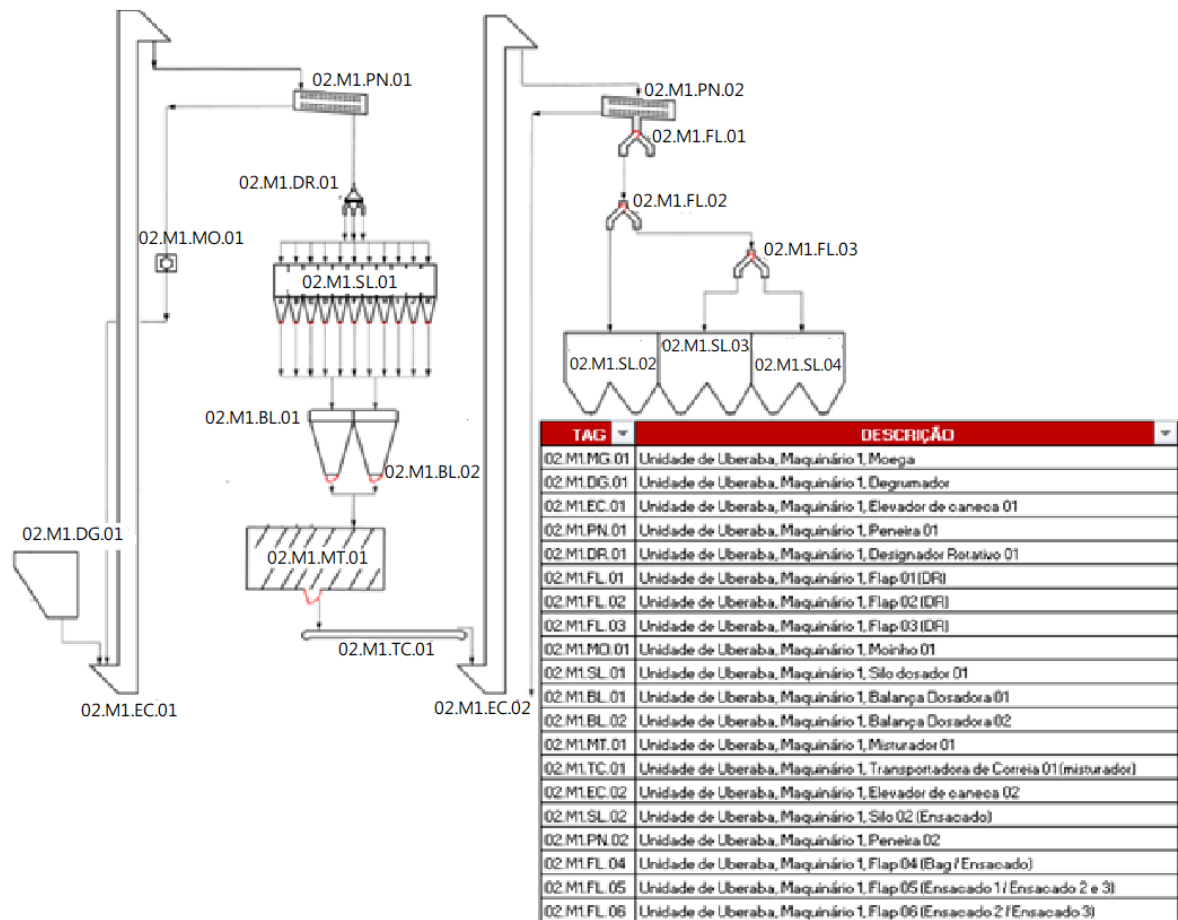 02.M1.PN.01
02.M1.PN.02
02.M1.FL.01
02.M1.DR.01
02.M1.FL.02
02.M1.MO.01
02.M1.FL.03
02.M1.SL.01
02.M1.SL.03
02.M1.SL.02
02.M1.SL.04
02.M1.BL.01
02.M1.BL.02
02.M1.DG.01
02.M1.MT.01
02.M1.TC.01
02.M1.EC.01
02.M1.EC.02
TAG DESCRIÇÃO
02.M1.MG.01 Unidade de Uberaba, Maquinário 1, Moega
02.M1.DG.01 Unidade de Uberaba, Maquinário 1, Degrumador
02.M1.EC.01 Unidade de Uberaba, Maquinário 1, Elevador de caneca 01
02.M1.PN.01 Unidade de Uberaba, Maquinário 1, Peneira 01
02.M1.DR.01 Unidade de Uberaba, Maquinário 1, Designador Rotativo 01
02.M1.FL.01 Unidade de Uberaba, Maquinário 1, Flap 01 (DR)
02.M1.FL.02 Unidade de Uberaba, Maquinário 1, Flap 02 (DR)
02.M1.FL.03 Unidade de Uberaba, Maquinário 1, Flap 03 (DR)
02.M1.MO.01 Unidade de Uberaba, Maquinário 1, Moinho 01
02.M1.SL.01 Unidade de Uberaba, Maquinário 1, Silo dosador 01
02.M1.BL.01 Unidade de Uberaba, Maquinário 1, Balança Dosadora 01
02.M1.BL.02 Unidade de Uberaba, Maquinário 1, Balança Dosadora 02
02.M1.MT.01 Unidade de Uberaba, Maquinário 1, Misturador 01
02.M1.TC.01 Unidade de Uberaba, Maquinário 1, Transportadora de Correia 01 (misturador)
02.M1.EC.02 Unidade de Uberaba, Maquinário 1, Elevador de caneca 02
02.M1.SL.02 Unidade de Uberaba, Maquinário 1, Silo 02 (Ensacado)
02.M1.PN.02 Unidade de Uberaba, Maquinário 1, Peneira 02
02.M1.FL.04 Unidade de Uberaba, Maquinário 1, Flap 04 (Bag / Ensacado)
02.M1.FL.05 Unidade de Uberaba, Maquinário 1, Flap 05 (Ensacado 1 / Ensacado 2 e 3)
02.M1.FL.06 Unidade de Uberaba, Maquinário 1, Flap 06 (Ensacado 2 / Ensacado 3)